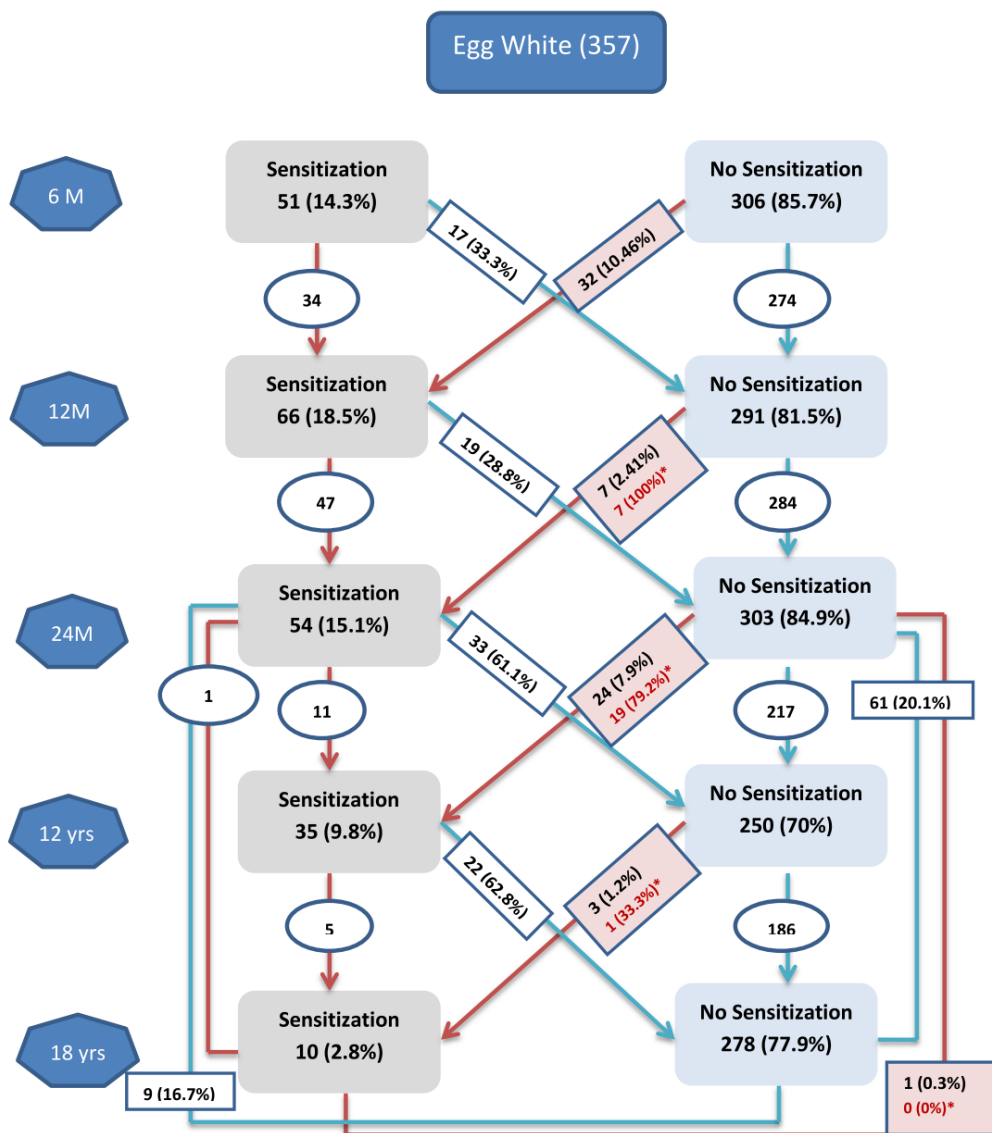 Egg White (357)
6 M
Sensitization
51 (14.3%)
No Sensitization
306 (85.7%)
17 (33.3%)
32 (10.46%)
34
274
12M
Sensitization
66 (18.5%)
No Sensitization
291 (81.5%)
19 (28.8%)
7 (2.41%)
7 (100%)*
47
284
24M
Sensitization
54 (15.1%)
No Sensitization
303 (84.9%)
33 (61.1%)
24 (7.9%)
19 (79.2%)*
1
11
217
61 (20.1%)
12 yrs
Sensitization
35 (9.8%)
No Sensitization
250 (70%)
22 (62.8%)
3 (1.2%)
1 (33.3%)*
5
186
18 yrs
Sensitization
10 (2.8%)
No Sensitization
278 (77.9%)
9 (16.7%)
1 (0.3%)
0 (0%)*